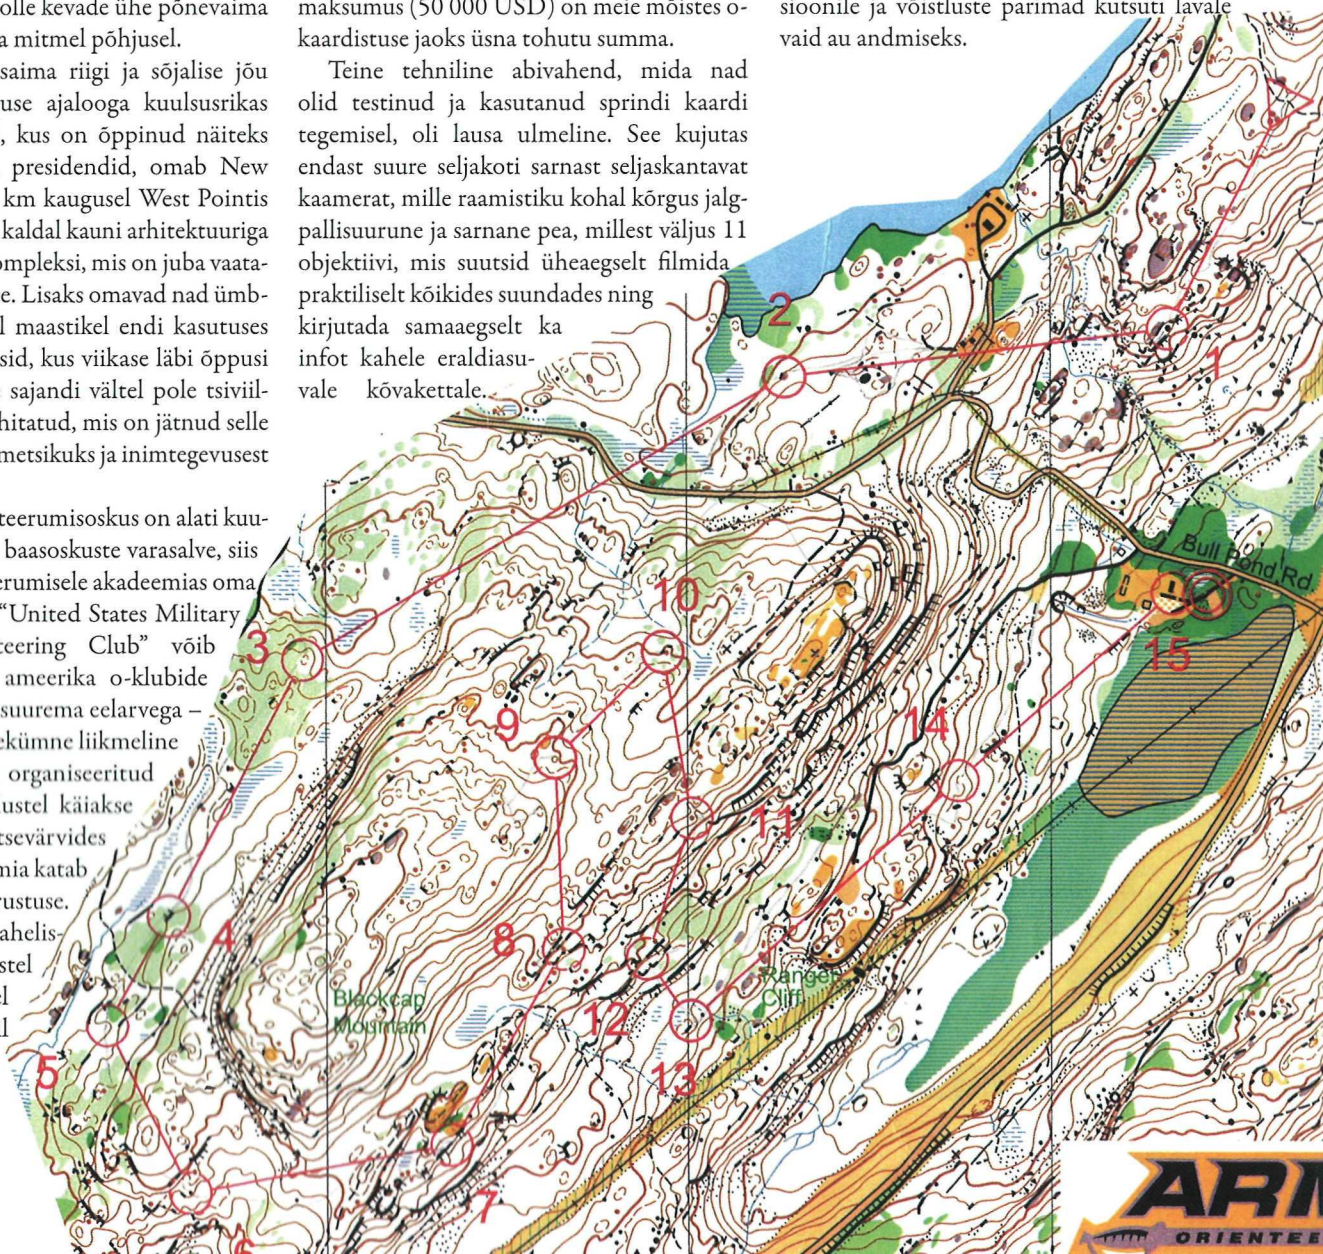 olle kevade ühe põnevaima
a mitmel põhjusel.
saima riigi ja sõjalise jõu
use ajalooga kuulsusrikas
, kus on õppinud näiteks
presidendid, omab New
km kaugusel West Pointis
kaldal kauni arhitektuuriga
ompleksi, mis on juba vaata-
e. Lisaks omavad nad ümb-
l maastikel endi kasutuses
sid, kus viikase läbi õppusi
sajandi vältel pole tsiviil-
hitatud, mis on jätnud selle
metsikuks ja inimtegevusest
teerumisoskus on alati kuu-
baasoskuste varasalve, siis
erumisele akadeemias oma
“United States Military
teering Club” võib
ameerika o-klubide
suurema eelarvega –
ekümne liikmeline
organiseeritud
lustel käiakse
tsevärvides
mia katab
rustuse.
ahelis-
stel
el
il
maksumus (50 000 USD) on meie mõistes o-
kaardistuse jaoks üsna tohutu summa.
Teine tehniline abivahend, mida nad
olid testinud ja kasutanud sprindi kaardi
tegemisel, oli lausa ulmeline. See kujutas
endast suure seljakoti sarnast seljaskantavat
kaamerat, mille raamistiku kohal kõrgus jalg-
pallisuurune ja sarnane pea, millest väljus 11
objektiivi, mis suutsid üheaegselt filmida
praktiliselt kõikides suundades ning
kirjutada samaaegselt ka
infot kahele eraldiasu-
vale kõvakettale.
sioonile ja võistluste parimad kutsuti lavale
vaid au andmiseks.
2
1
Bull Pond Rd
10
3
15
9
14
11
8
4
Ranger
Cliff
Blackcap
Mountain
12
5
13
7
6
ARM
ORIENTEE